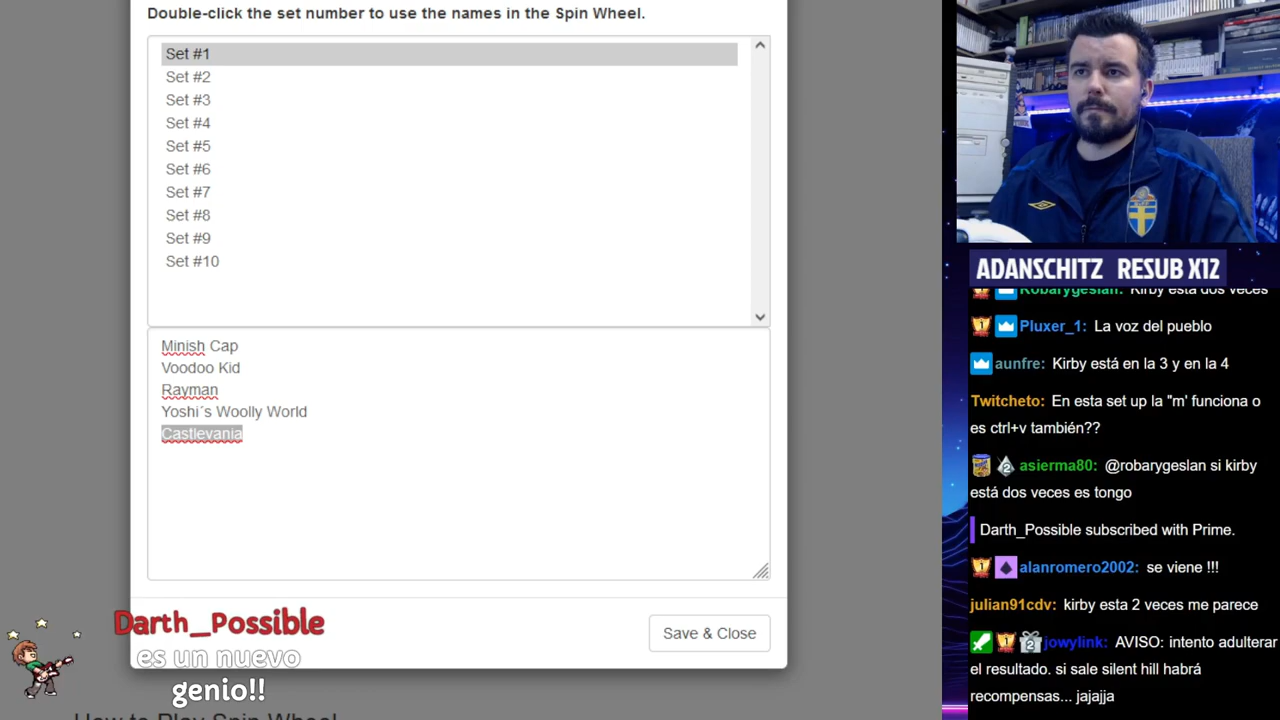 Double-click the set number to use the names in the Spin Wheel.
Set #1
Set #2
Set #3
Set #4
Set #5
Set #6
Set #7
Set #8
Set #9
Set #10
Minish Cap
Voodoo Kid
Rayman
Yoshi´s Woolly World
Castlevania
Save & Close
How to Play Spin Wheel
Darth_Possible
es un nuevo
genio!!
ADANSCHITZ RESUB X12
Robarygeslan: Kirby está dos veces
Pluxer_1: La voz del pueblo
aunfre: Kirby está en la 3 y en la 4
Twitcheto: En esta set up la "m' funciona o
es ctrl+v también??
asierma80: @robarygeslan si kirby
está dos veces es tongo
Darth_Possible subscribed with Prime.
alanromero2002: se viene !!!
julian91cdv: kirby esta 2 veces me parece
jowylink: AVISO: intento adulterar
el resultado. si sale silent hill habrá
recompensas... jajajja